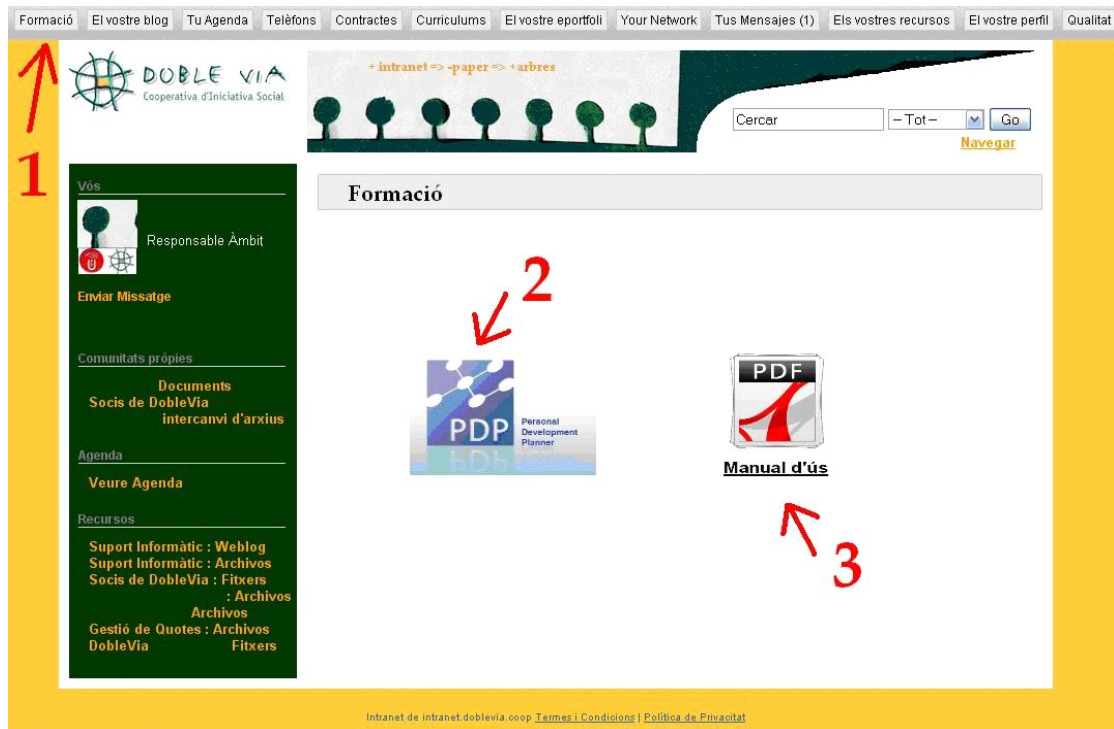 Formació El vostre blog Tu Agenda Telèfons Contractes Curriculums El vostre eportfoli Your Network Tus Mensajes (1) Els vostres recursos El vostre perfil Qualitat
1
DOBLE VIA
Cooperativa d'Iniciativa Social
+ intranet => -paper => +arbres
Cercar -- Tot -- Go
Navegar
Vós
Responsable Àmbit
Enviar Missatge
Comunitats pròpies
Documents
Socis de DobleVia
intercanvi d'arxius
Agenda
Veure Agenda
Recursos
Suport Informàtic : Weblog
Suport Informàtic : Archivos
Socis de DobleVia : Fitxers
: Archivos
Archivos
Gestió de Quotes : Archivos
DobleVia Fitxers
Formació
2
PDP Personal
Development
Planner
PDF
Manual d'ús
3
Intranet de intranet.doblevia.coop Termes i Condicions | Política de Privacitat